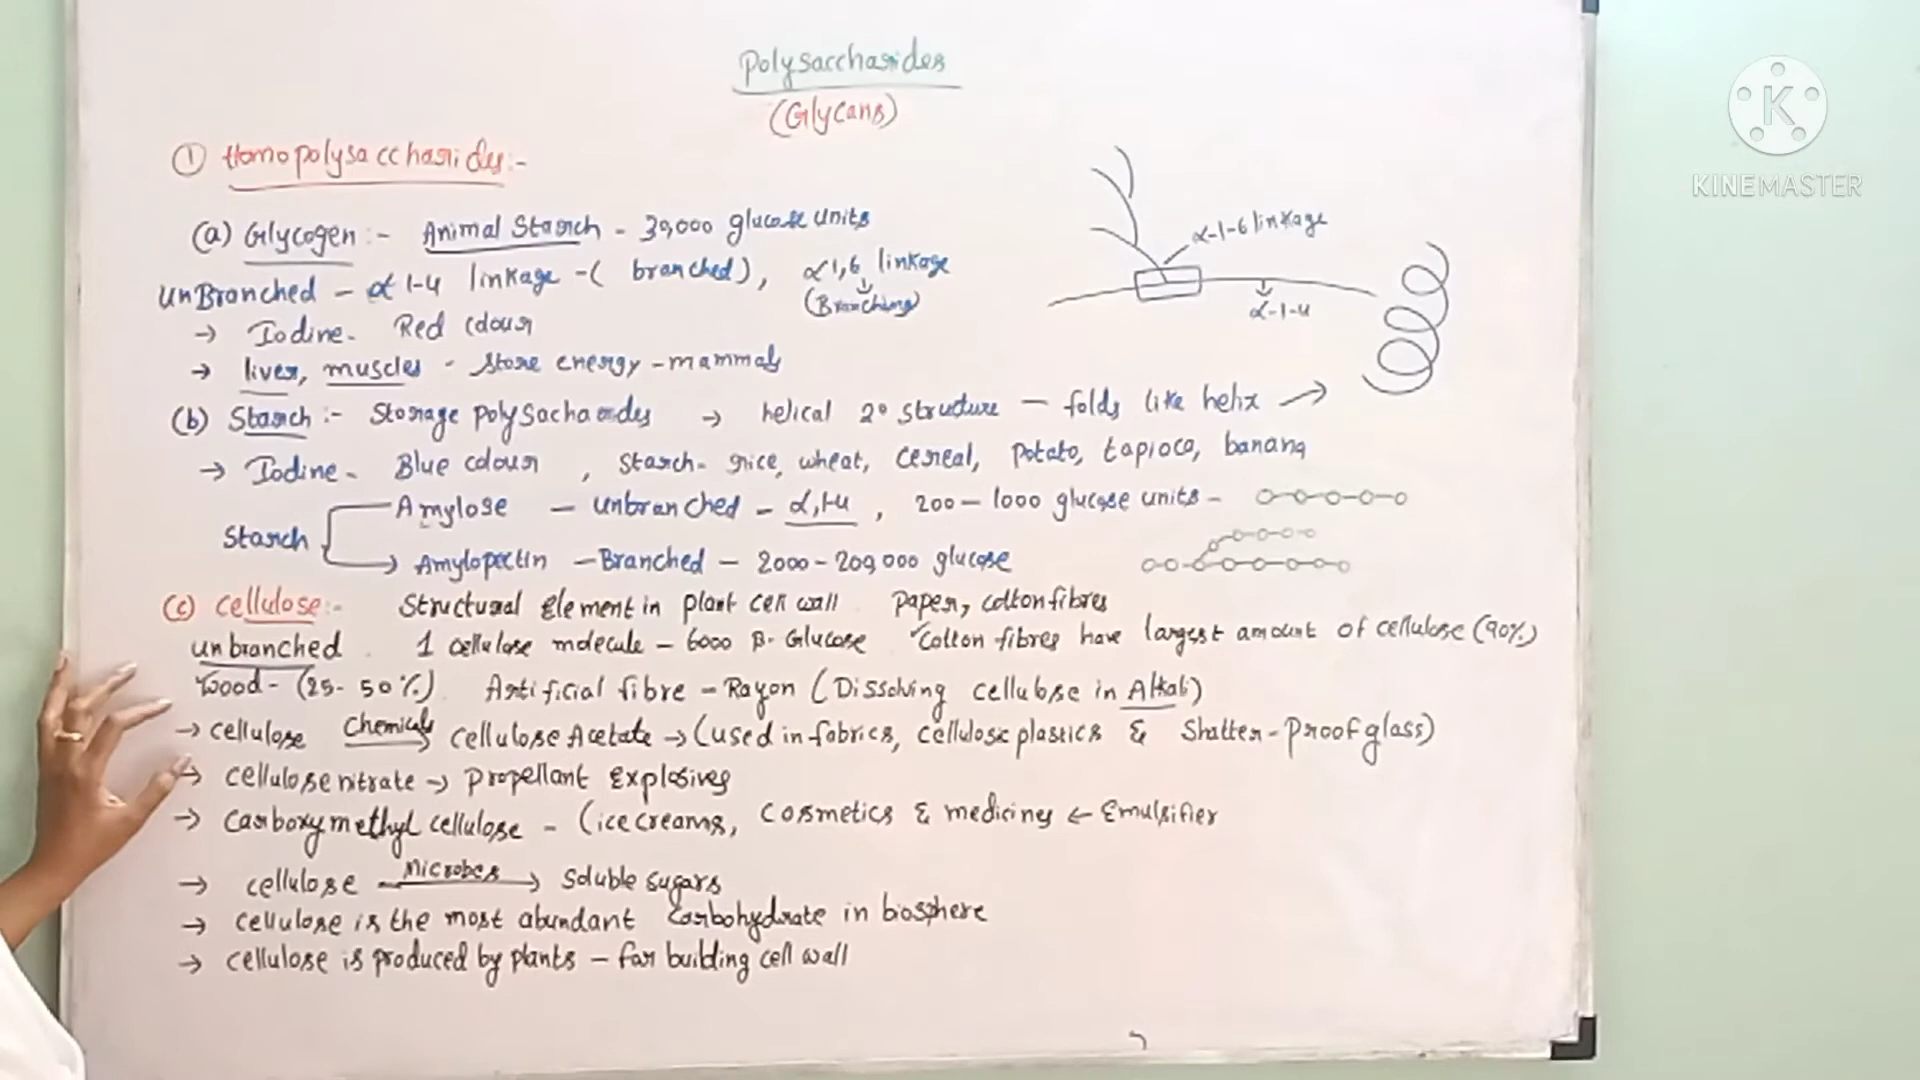 Polysaccharides
(Glycans)
① Homopolysaccharides:-
(a) Glycogen :- Animal Starch - 30,000 glucose units
UnBranched - α 1-4 linkage -( branched), α1,6 linkage
(Branching)
→ Iodine - Red colour
→ liver, muscles - Store energy - mammals
α-1-6 linkage
α-1-4
(b) Starch :- Storage polysachaarides → helical 2° structure — folds like helix →
→ Iodine - Blue colour , Starch - rice, wheat, Cereal, Potato, tapioca, banana
Starch
Amylose - unbranched - α,1-4 , 200 - 1000 glucose units -
→ Amylopectin - Branched - 2000 - 200,000 glucose
(c) Cellulose:- Structural Element in plant cell wall Paper, cotton fibres
unbranched . 1 cellulose molecule - 6000 β- Glucose Cotton fibres have largest amount of cellulose (90%)
Wood - (25- 50%). Artificial fibre - Rayon (Dissolving cellulose in Alkali)
→ cellulose Chemicals → cellulose Acetate → (used in fabrics, cellulosic plastics & Shatter-Proof glass)
→ cellulose nitrate → Propellant Explosives
→ Carboxy methyl cellulose - (ice creams, Cosmetics & medicines ← Emulsifier
→ cellulose Microbes → Soluble sugars
→ cellulose is the most abundant Carbohydrate in biosphere
→ cellulose is produced by plants - for building cell wall
K
KINEMASTER